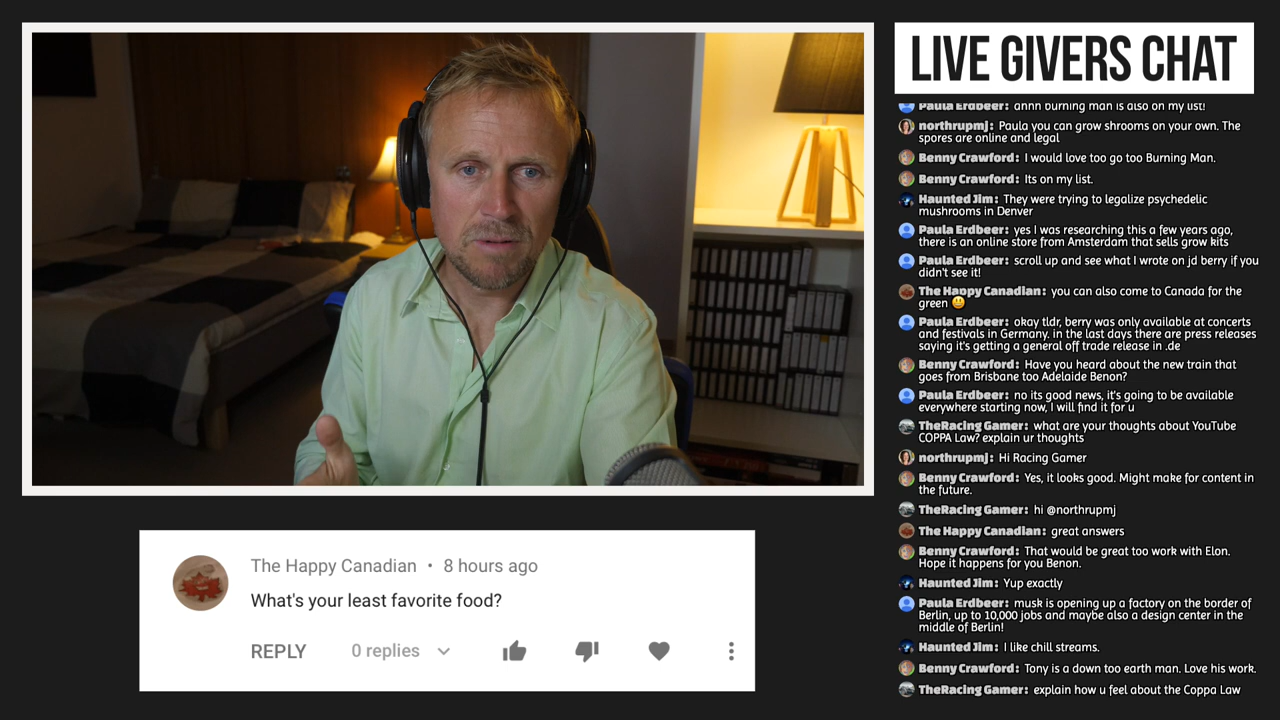 LIVE GIVERS CHAT
Paula Erdbeer: annn burning man is also on my list!
northrupmj: Paula you can grow shrooms on your own. The
spores are online and legal
Benny Crawford: I would love too go too Burning Man.
Benny Crawford: Its on my list.
Haunted Jim: They were trying to legalize psychedelic
mushrooms in Denver
Paula Erdbeer: yes I was researching this a few years ago,
there is an online store from Amsterdam that sells grow kits
Paula Erdbeer: scroll up and see what I wrote on jd berry if you
didn't see it!
The Happy Canadian: you can also come to Canada for the
green 😃
Paula Erdbeer: okay tldr, berry was only available at concerts
and festivals in Germany. in the last days there are press releases
saying it's getting a general off trade release in .de
Benny Crawford: Have you heard about the new train that
goes from Brisbane too Adelaide Benon?
Paula Erdbeer: no its good news, it's going to be available
everywhere starting now, I will find it for u
TheRacing Gamer: what are your thoughts about YouTube
COPPA Law? explain ur thoughts
northrupmj: Hi Racing Gamer
Benny Crawford: Yes, it looks good. Might make for content in
the future.
TheRacing Gamer: hi @northrupmj
The Happy Canadian: great answers
Benny Crawford: That would be great too work with Elon.
Hope it happens for you Benon.
Haunted Jim: Yup exactly
Paula Erdbeer: musk is opening up a factory on the border of
Berlin, up to 10,000 jobs and maybe also a design center in the
middle of Berlin!
Haunted Jim: I like chill streams.
Benny Crawford: Tony is a down too earth man. Love his work.
TheRacing Gamer: explain how u feel about the Coppa Law
The Happy Canadian • 8 hours ago
What's your least favorite food?
REPLY 0 replies